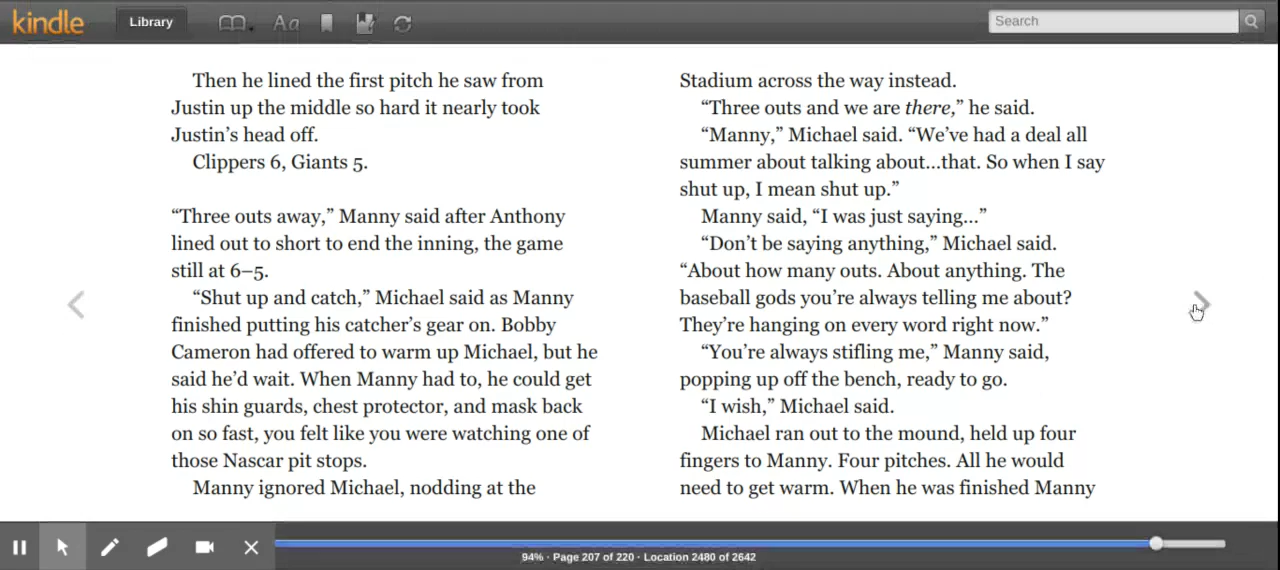 kindle
Library
Aa
Search
Then he lined the first pitch he saw from
Justin up the middle so hard it nearly took
Justin’s head off.
Clippers 6, Giants 5.
“Three outs away,” Manny said after Anthony
lined out to short to end the inning, the game
still at 6–5.
“Shut up and catch,” Michael said as Manny
finished putting his catcher’s gear on. Bobby
Cameron had offered to warm up Michael, but he
said he’d wait. When Manny had to, he could get
his shin guards, chest protector, and mask back
on so fast, you felt like you were watching one of
those Nascar pit stops.
Manny ignored Michael, nodding at the
Stadium across the way instead.
“Three outs and we are there,” he said.
“Manny,” Michael said. “We’ve had a deal all
summer about talking about…that. So when I say
shut up, I mean shut up.”
Manny said, “I was just saying…”
“Don’t be saying anything,” Michael said.
“About how many outs. About anything. The
baseball gods you’re always telling me about?
They’re hanging on every word right now.”
“You’re always stifling me,” Manny said,
popping up off the bench, ready to go.
“I wish,” Michael said.
Michael ran out to the mound, held up four
fingers to Manny. Four pitches. All he would
need to get warm. When he was finished Manny
94% · Page 207 of 220 · Location 2480 of 2642